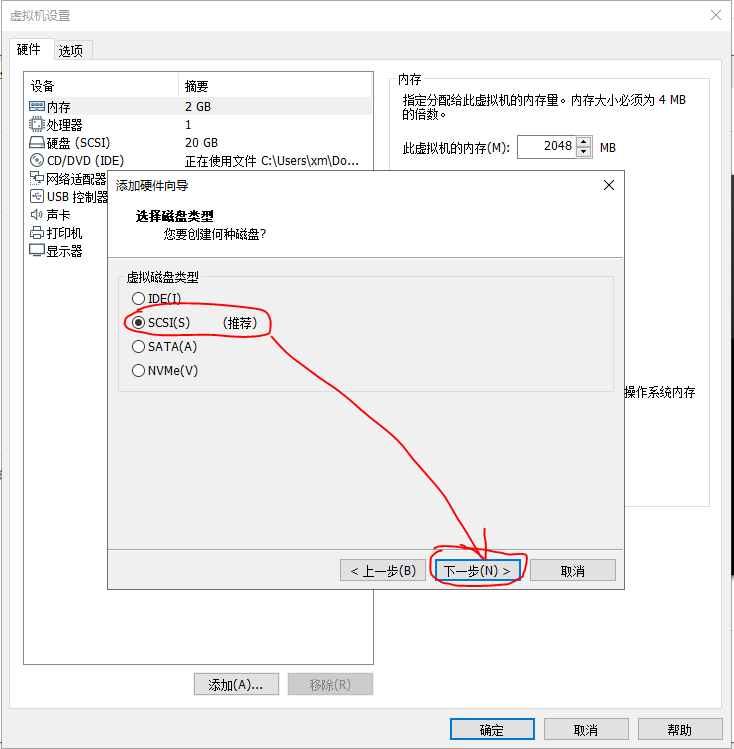 虚拟机设置
硬件 选项
设备 摘要
内存 2 GB
处理器 1
硬盘 (SCSI) 20 GB
CD/DVD (IDE) 正在使用文件 C:\Users\xm\Do...
网络适配器
USB 控制器
声卡
打印机
显示器
内存
指定分配给此虚拟机的内存量。内存大小必须为 4 MB
的倍数。
此虚拟机的内存(M): 2048 MB
操作系统内存
添加硬件向导
选择磁盘类型
您要创建何种磁盘?
虚拟磁盘类型
IDE(I)
SCSI(S) (推荐)
SATA(A)
NVMe(V)
< 上一步(B) 下一步(N) > 取消
添加(A)... 移除(R)
确定 取消 帮助